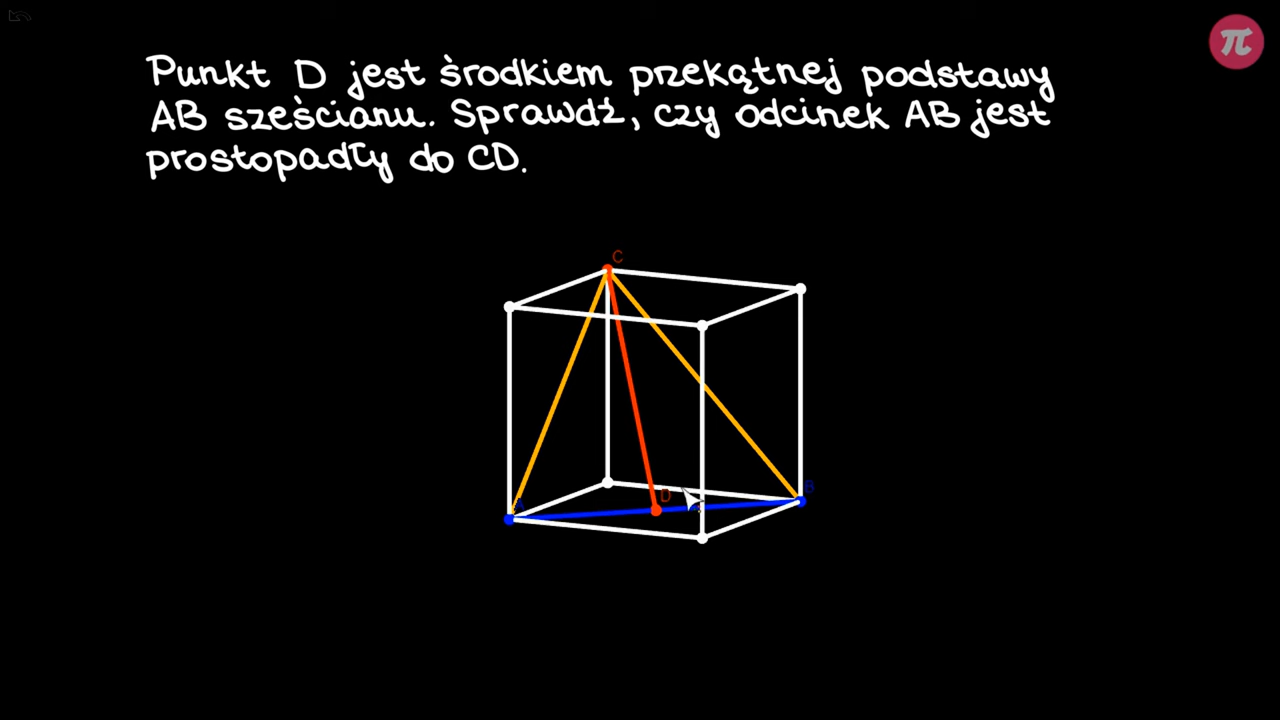 Punkt D jest środkiem przekątnej podstawy
AB sześcianu. Sprawdź, czy odcinek AB jest
prostopadły do CD.
π
C
D
B
A